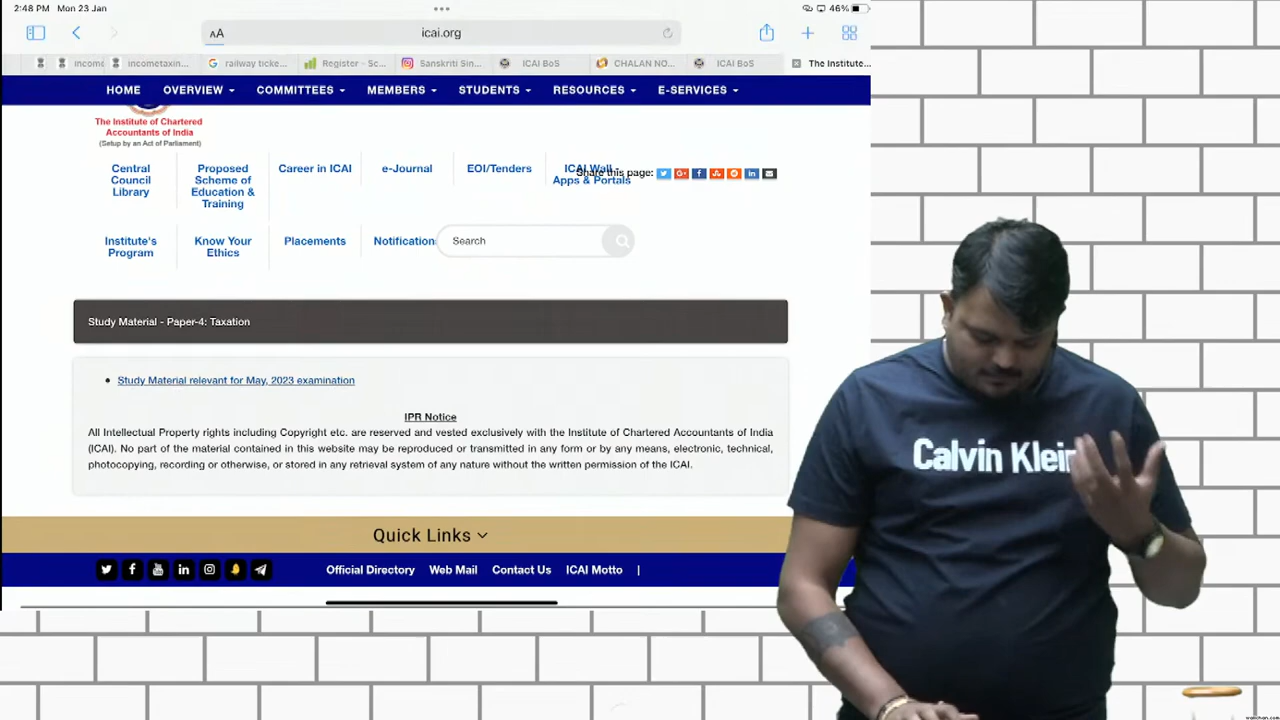 2:48 PM Mon 23 Jan
46%
AA
icai.org
incom
incometaxin...
railway ticke...
Register - Sc...
Sanskriti Sin...
ICAI BoS
CHALAN NO...
ICAI BoS
The Institute...
HOME
OVERVIEW
COMMITTEES
MEMBERS
STUDENTS
RESOURCES
E-SERVICES
The Institute of Chartered
Accountants of India
(Setup by an Act of Parliament)
Central
Council
Library
Proposed
Scheme of
Education &
Training
Career in ICAI
e-Journal
EOI/Tenders
ICAI Wall -
Apps & Portals
Share this page:
Institute's
Program
Know Your
Ethics
Placements
Notification
Search
Study Material - Paper-4: Taxation
• Study Material relevant for May, 2023 examination
IPR Notice
All Intellectual Property rights including Copyright etc. are reserved and vested exclusively with the Institute of Chartered Accountants of India
(ICAI). No part of the material contained in this website may be reproduced or transmitted in any form or by any means, electronic, technical,
photocopying, recording or otherwise, or stored in any retrieval system of any nature without the written permission of the ICAI.
Quick Links
Official Directory
Web Mail
Contact Us
ICAI Motto |
Calvin Klein